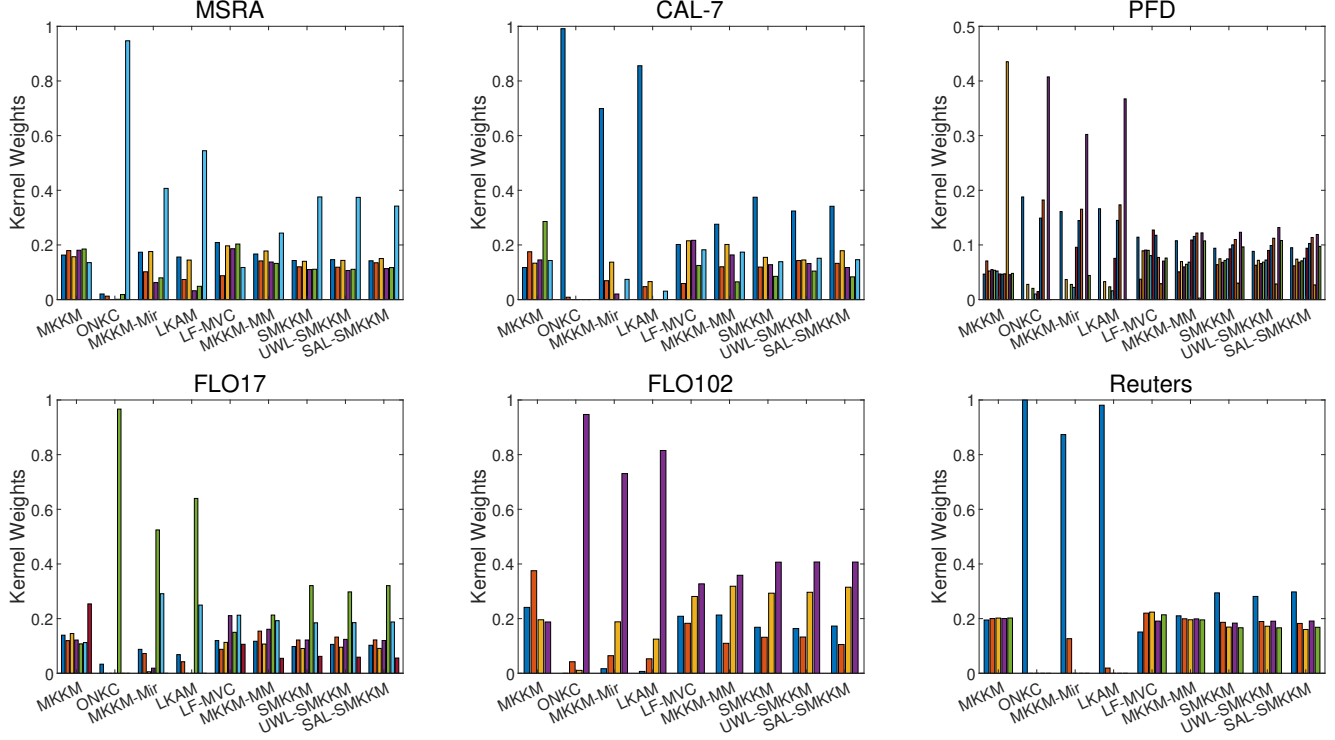 MSRA
Kernel Weights
1
0.8
0.6
0.4
0.2
0
MKKM
ONKC
MKKM-Mir
LKAM
LF-MVC
MKKM-MM
SMKKM
UWL-SMKKM
SAL-SMKKM
CAL-7
Kernel Weights
1
0.8
0.6
0.4
0.2
0
MKKM
ONKC
MKKM-Mir
LKAM
LF-MVC
MKKM-MM
SMKKM
UWL-SMKKM
SAL-SMKKM
PFD
Kernel Weights
0.5
0.4
0.3
0.2
0.1
0
MKKM
ONKC
MKKM-Mir
LKAM
LF-MVC
MKKM-MM
SMKKM
UWL-SMKKM
SAL-SMKKM
FLO17
Kernel Weights
1
0.8
0.6
0.4
0.2
0
MKKM
ONKC
MKKM-Mir
LKAM
LF-MVC
MKKM-MM
SMKKM
UWL-SMKKM
SAL-SMKKM
FLO102
Kernel Weights
1
0.8
0.6
0.4
0.2
0
MKKM
ONKC
MKKM-Mir
LKAM
LF-MVC
MKKM-MM
SMKKM
UWL-SMKKM
SAL-SMKKM
Reuters
Kernel Weights
1
0.8
0.6
0.4
0.2
0
MKKM
ONKC
MKKM-Mir
LKAM
LF-MVC
MKKM-MM
SMKKM
UWL-SMKKM
SAL-SMKKM